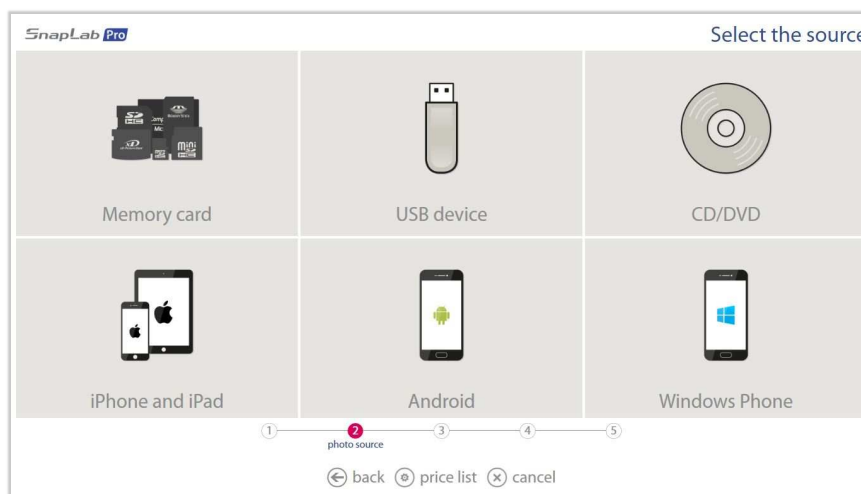 SnapLab Pro
Select the source
Memory card
USB device
CD/DVD
iPhone and iPad
Android
Windows Phone
1 2 3 4 5
photo source
back price list cancel